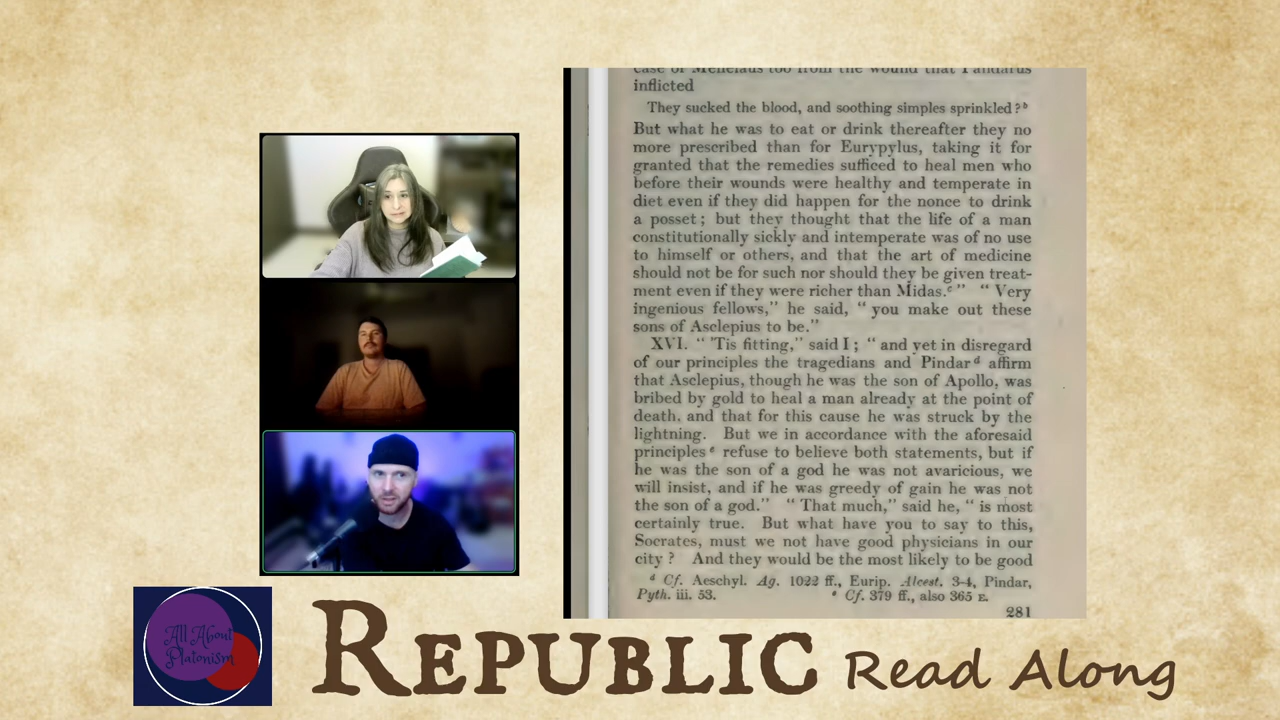 case of Menelaus too from the wound that Pandarus
inflicted
They sucked the blood, and soothing simples sprinkled?ᵇ
But what he was to eat or drink thereafter they no
more prescribed than for Eurypylus, taking it for
granted that the remedies sufficed to heal men who
before their wounds were healthy and temperate in
diet even if they did happen for the nonce to drink
a posset; but they thought that the life of a man
constitutionally sickly and intemperate was of no use
to himself or others, and that the art of medicine
should not be for such nor should they be given treat-
ment even if they were richer than Midas.ᶜ” “ Very
ingenious fellows,” he said, “ you make out these
sons of Asclepius to be.”
XVI. “ 'Tis fitting,” said I; “ and yet in disregard
of our principles the tragedians and Pindar ᵈ affirm
that Asclepius, though he was the son of Apollo, was
bribed by gold to heal a man already at the point of
death, and that for this cause he was struck by the
lightning. But we in accordance with the aforesaid
principles ᵉ refuse to believe both statements, but if
he was the son of a god he was not avaricious, we
will insist, and if he was greedy of gain he was not
the son of a god.” “ That much,” said he, “ is most
certainly true. But what have you to say to this,
Socrates, must we not have good physicians in our
city? And they would be the most likely to be good
ᵈ Cf. Aeschyl. Ag. 1022 ff., Eurip. Alcest. 3-4, Pindar,
Pyth. iii. 53. ᵉ Cf. 379 ff., also 365 E.
281
All About
Platonism
Republic Read Along